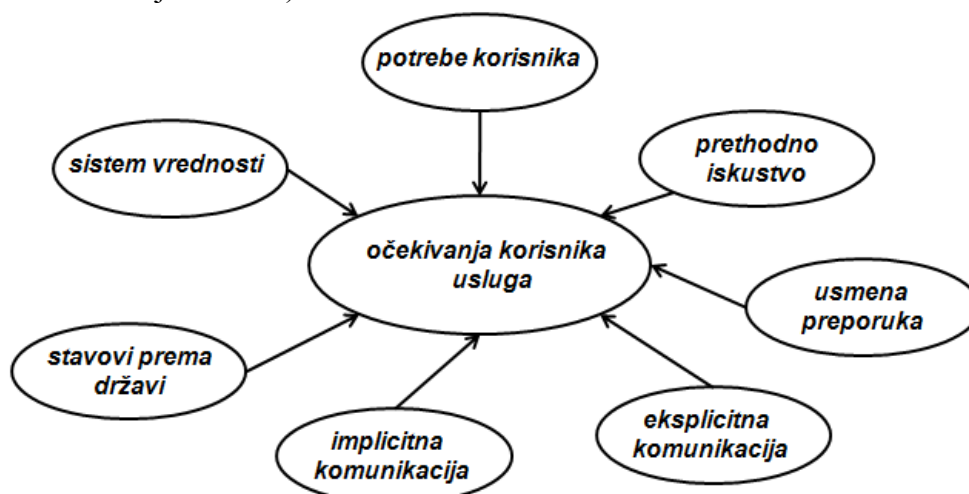 potrebe korisnika
sistem vrednosti
prethodno
iskustvo
očekivanja korisnika
usluga
usmena
preporuka
stavovi prema
državi
implicitna
komunikacija
eksplicitna
komunikacija